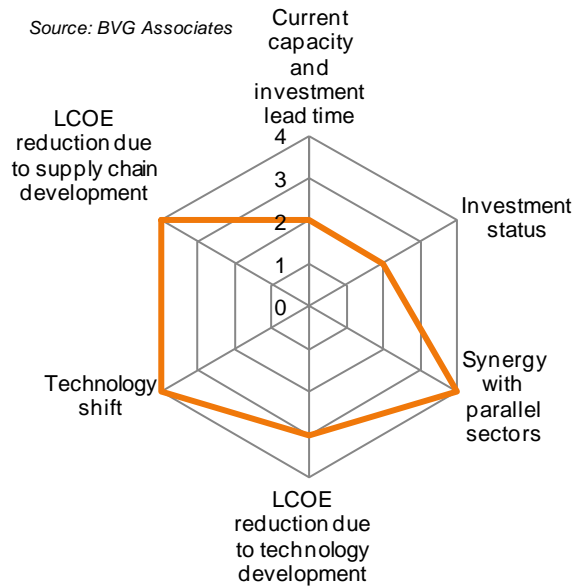 Source: BVG Associates
Current
capacity
and
investment
lead time
LCOE
reduction due
to supply chain
development
4
3
2
1
0
Investment
status
Synergy
with
parallel
sectors
Technology
shift
LCOE
reduction due
to technology
development